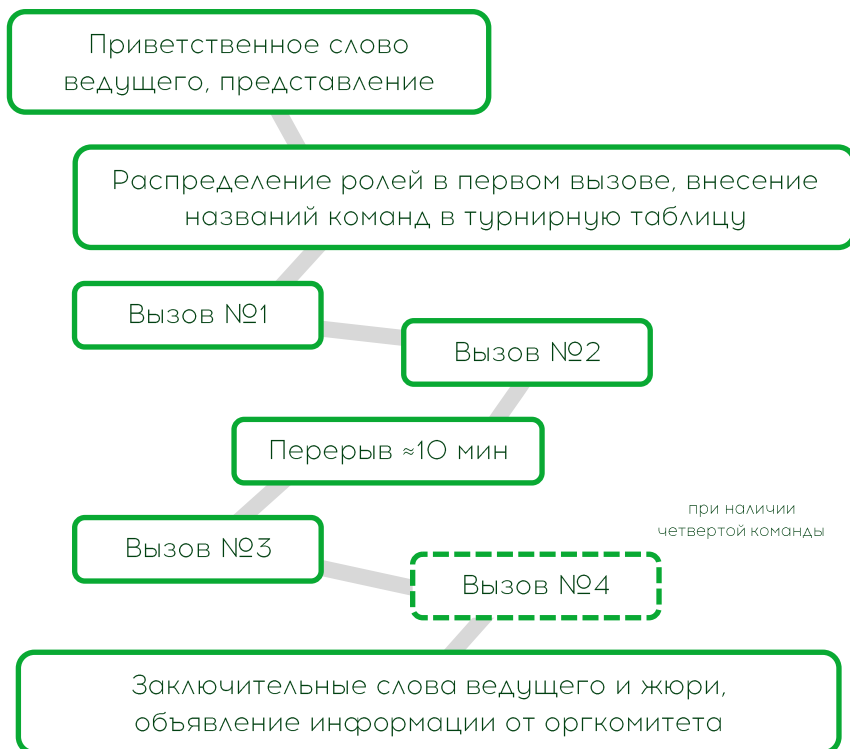 Приветственное слово
ведущего, представление
Распределение ролей в первом вызове, внесение
названий команд в турнирную таблицу
Вызов №1
Вызов №2
Перерыв ≈10 мин
при наличии
четвертой команды
Вызов №3
Вызов №4
Заключительные слова ведущего и жюри,
объявление информации от оргкомитета